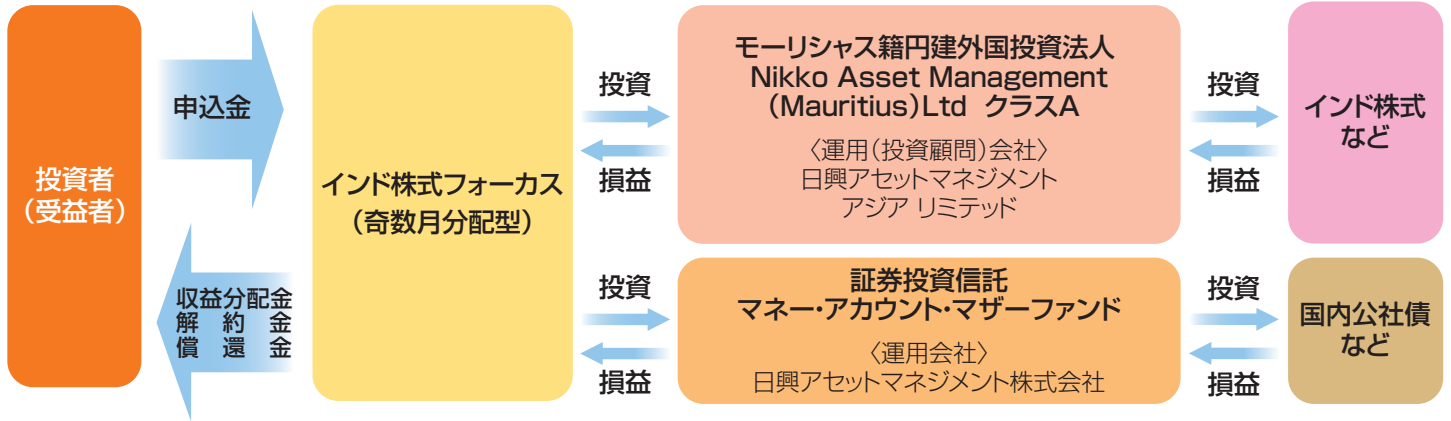 投資者
（受益者）
申込金
収益分配金
解約金
償還金
インド株式フォーカス
（奇数月分配型）
投資
損益
モーリシャス籍円建外国投資法人
Nikko Asset Management
（Mauritius）Ltd クラスA
〈運用（投資顧問）会社〉
日興アセットマネジメント
アジア リミテッド
投資
損益
インド株式
など
投資
損益
証券投資信託
マネー・アカウント・マザーファンド
〈運用会社〉
日興アセットマネジメント株式会社
投資
損益
国内公社債
など